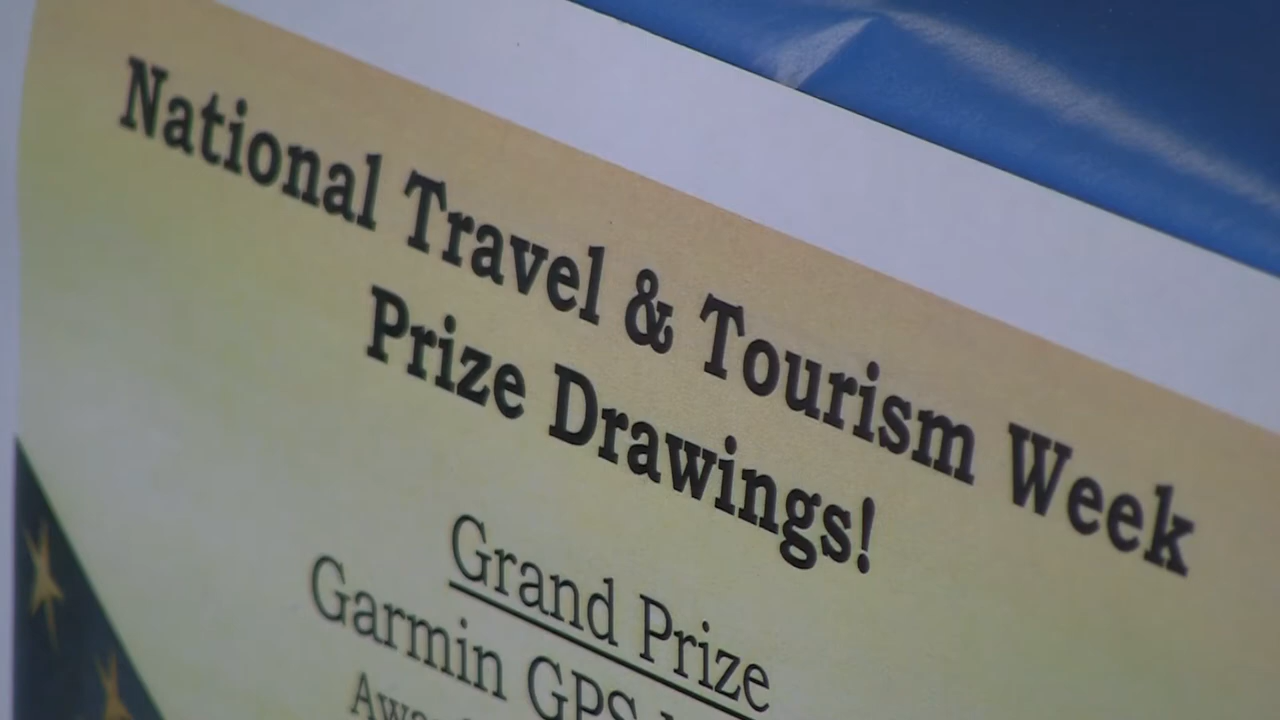 National Travel & Tourism Week
Prize Drawings!
Grand Prize
Garmin GPS